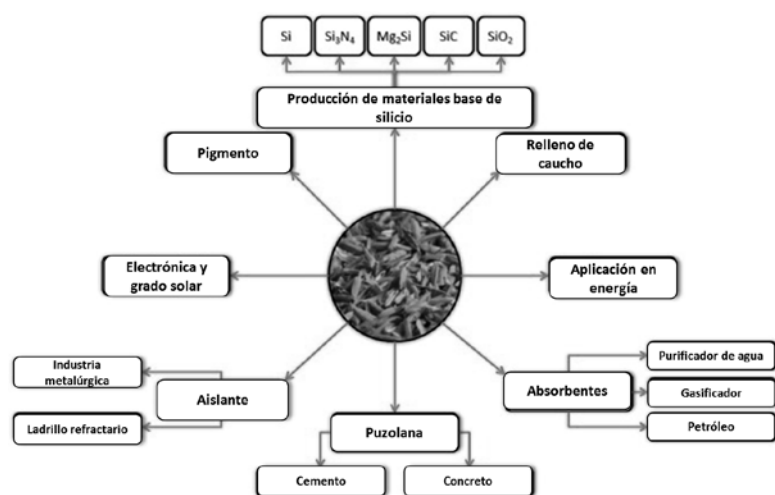 Si
Si₃N₄
Mg₂Si
SiC
SiO₂
Producción de materiales base de
silicio
Pigmento
Relleno de
caucho
Electrónica y
grado solar
Aplicación en
energía
Industria
metalúrgica
Ladrillo refractario
Aislante
Absorbentes
Purificador de agua
Gasificador
Petróleo
Puzolana
Cemento
Concreto